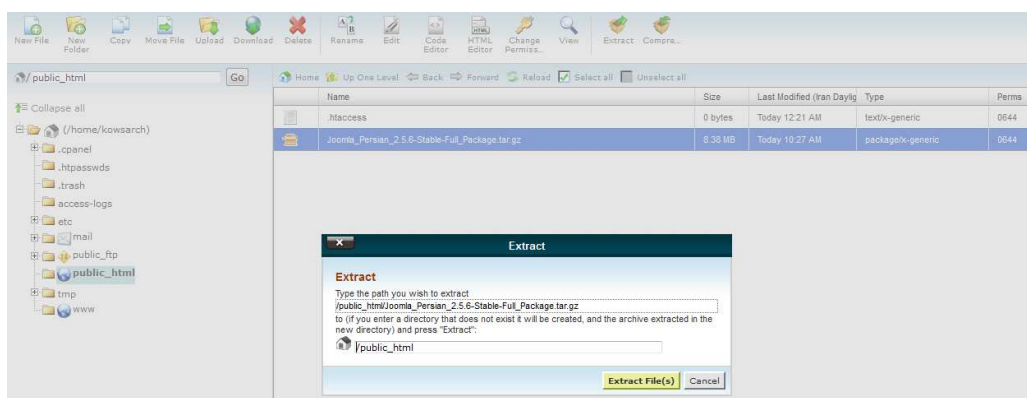 New File New Folder Copy Move File Upload Download Delete Rename Edit Code Editor HTML Editor Change Permiss... View Extract Compre...
/public_html Go Home Up One Level Back Forward Reload Select all Unselect all
Collapse all
(/home/kowsarch)
.cpanel
.htpasswds
.trash
access-logs
etc
mail
public_ftp
public_html
tmp
www
Name Size Last Modified (Iran Daylig Type Perms
.htaccess 0 bytes Today 12:21 AM text/x-generic 0644
Joomla_Persian_2.5.6-Stable-Full_Package.tar.gz 8.38 MB Today 10:27 AM package/x-generic 0644
X
Extract
Extract
Type the path you wish to extract
/public_html/Joomla_Persian_2.5.6-Stable-Full_Package.tar.gz
to (if you enter a directory that does not exist it will be created, and the archive extracted in the
new directory) and press "Extract":
/public_html
Extract File(s) Cancel